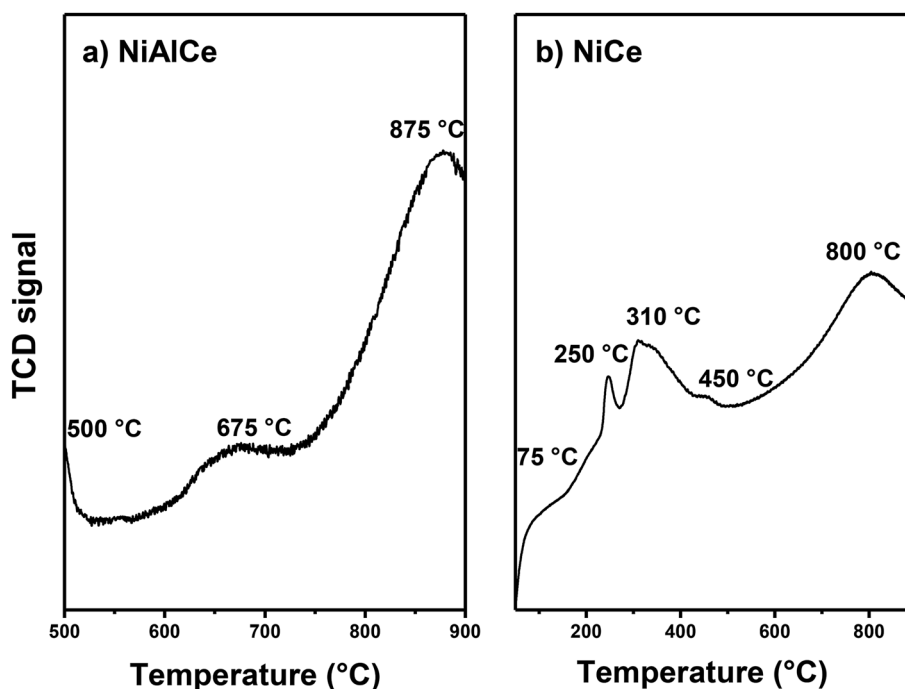 a) NiAlCe
875 °C
TCD signal
500 °C
675 °C
500 600 700 800 900
Temperature (°C)
b) NiCe
800 °C
310 °C
250 °C
450 °C
75 °C
200 400 600 800
Temperature (°C)